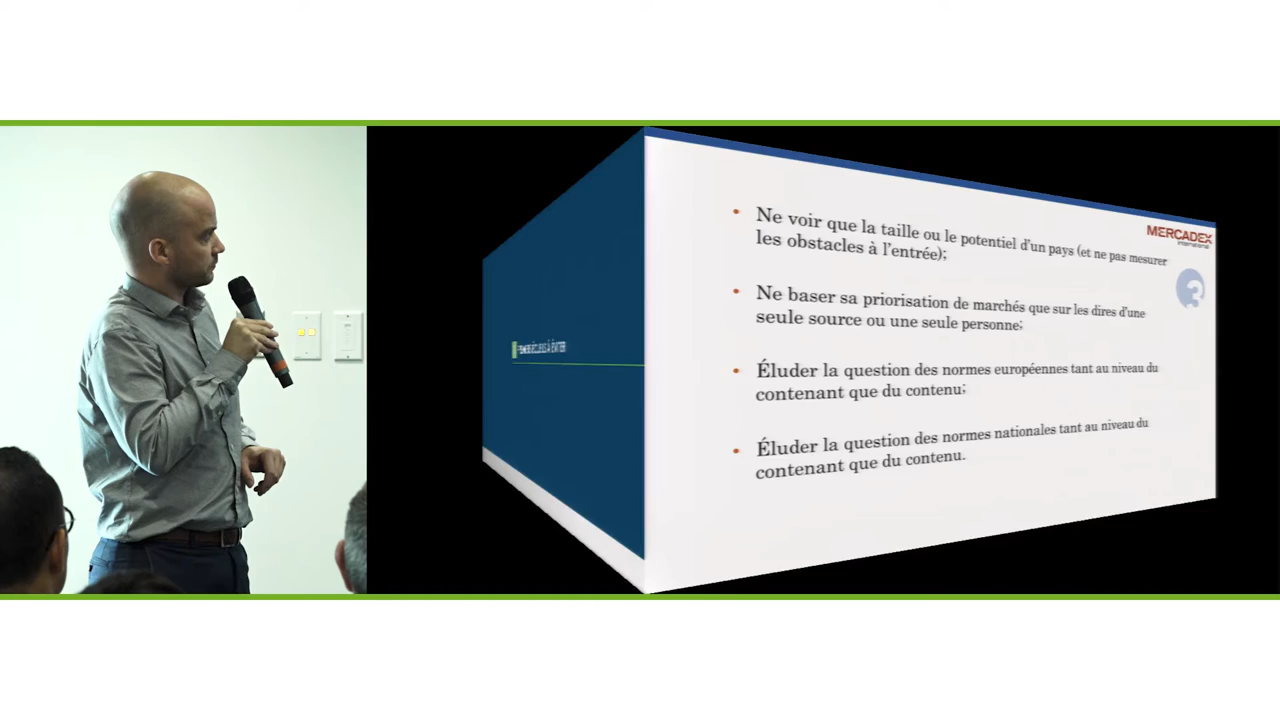 Ne voir que la taille ou le potentiel d'un pays (et ne pas mesurer
les obstacles à l'entrée);
MERCADEX
international
3
Ne baser sa priorisation de marchés que sur les dires d'une
seule source ou une seule personne;
Éluder la question des normes européennes tant au niveau du
contenant que du contenu;
Éluder la question des normes nationales tant au niveau du
contenant que du contenu.